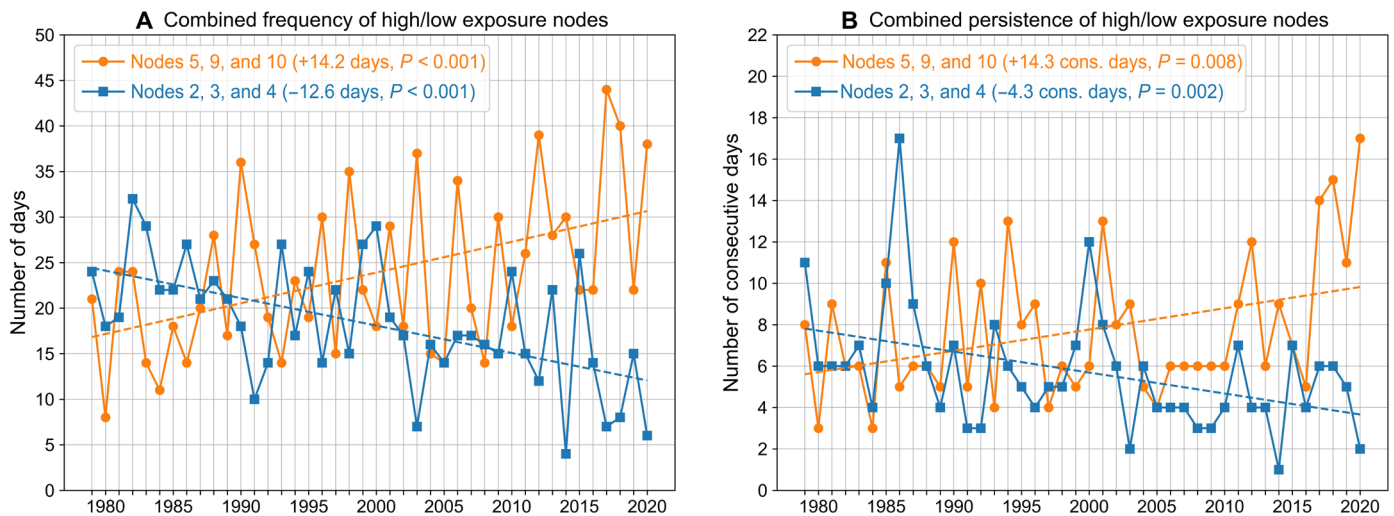 A Combined frequency of high/low exposure nodes
Number of days
50
45
40
35
30
25
20
15
10
5
0
Nodes 5, 9, and 10 (+14.2 days, P < 0.001)
Nodes 2, 3, and 4 (−12.6 days, P < 0.001)
1980 1985 1990 1995 2000 2005 2010 2015 2020
B Combined persistence of high/low exposure nodes
Number of consecutive days
22
20
18
16
14
12
10
8
6
4
2
0
Nodes 5, 9, and 10 (+14.3 cons. days, P = 0.008)
Nodes 2, 3, and 4 (−4.3 cons. days, P = 0.002)
1980 1985 1990 1995 2000 2005 2010 2015 2020